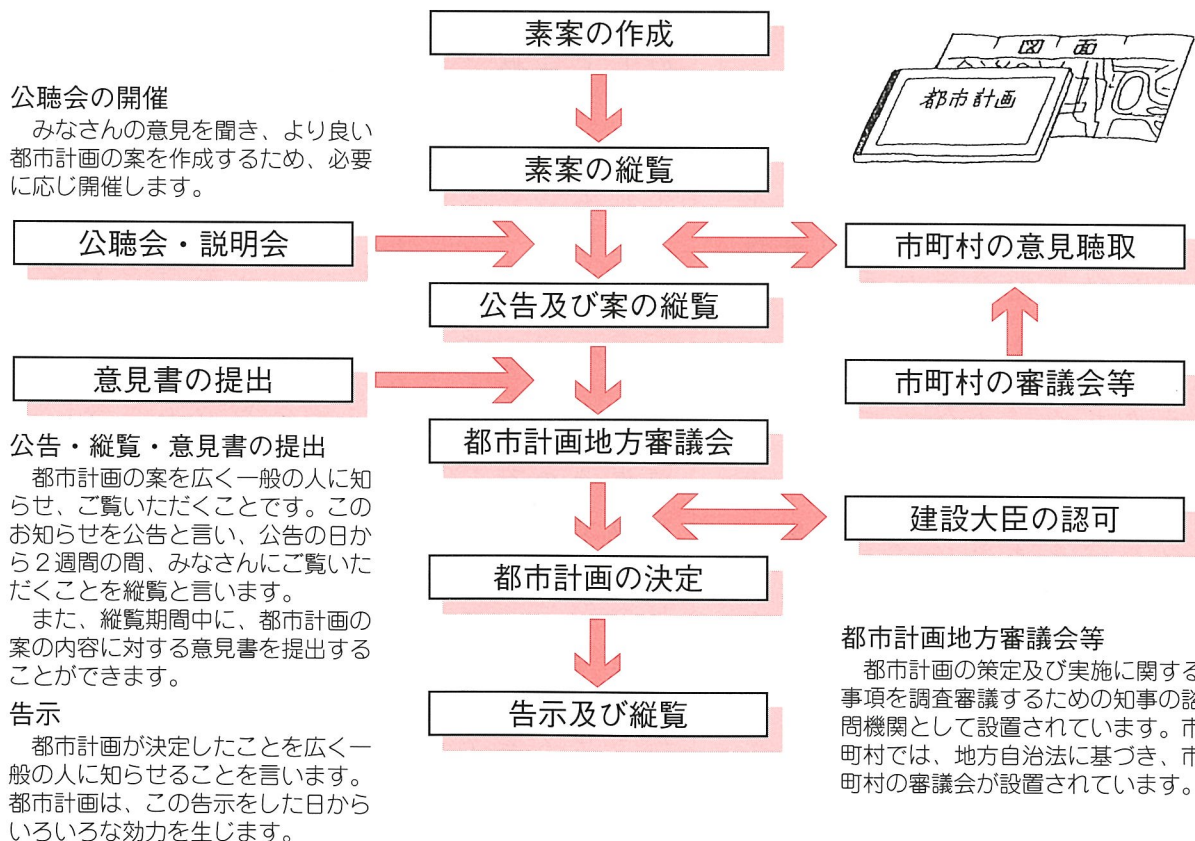 素案の作成
図面
都市計画
公聴会の開催
　みなさんの意見を聞き、より良い
都市計画の案を作成するため、必要
に応じ開催します。
素案の縦覧
公聴会・説明会
市町村の意見聴取
公告及び案の縦覧
意見書の提出
市町村の審議会等
公告・縦覧・意見書の提出
　都市計画の案を広く一般の人に知
らせ、ご覧いただくことです。この
お知らせを公告と言い、公告の日か
ら２週間の間、みなさんにご覧いた
だくことを縦覧と言います。
　また、縦覧期間中に、都市計画の
案の内容に対する意見書を提出する
ことができます。
都市計画地方審議会
建設大臣の認可
都市計画の決定
告示及び縦覧
告示
　都市計画が決定したことを広く一
般の人に知らせることを言います。
都市計画は、この告示をした日から
いろいろな効力を生じます。
都市計画地方審議会等
　都市計画の策定及び実施に関する
事項を調査審議するための知事の諮
問機関として設置されています。市
町村では、地方自治法に基づき、市
町村の審議会が設置されています。